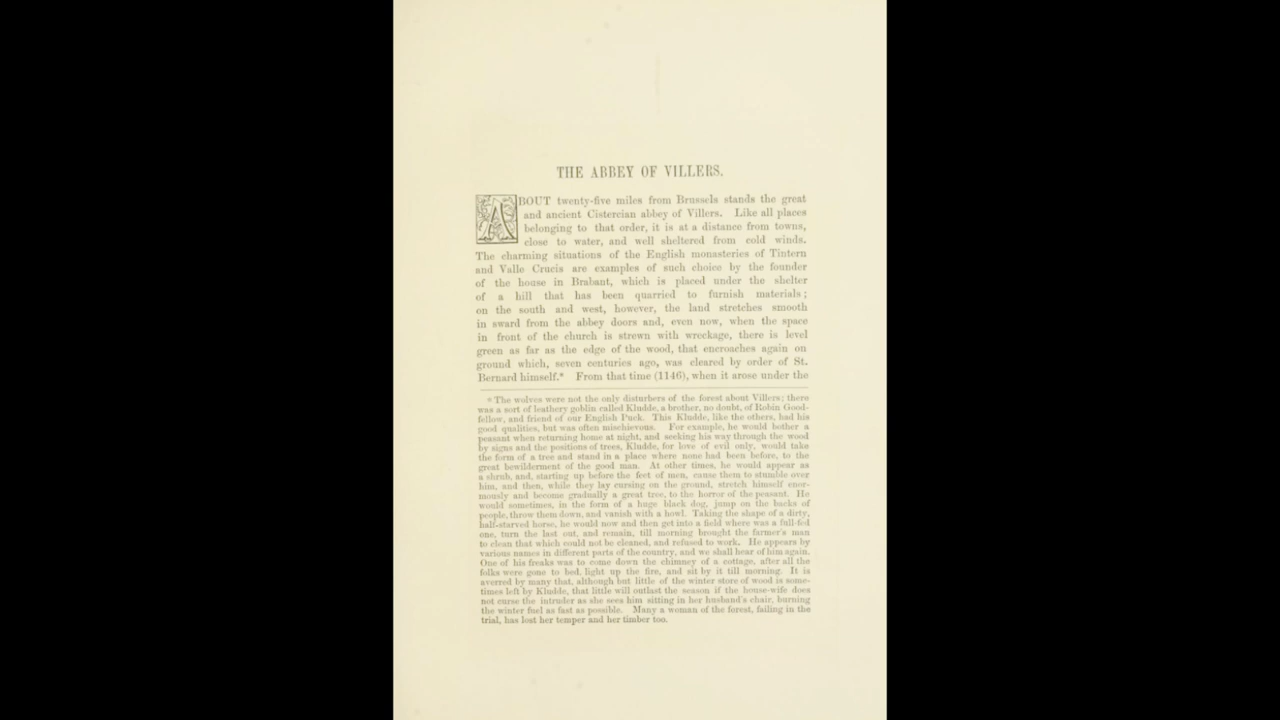 THE ABBEY OF VILLERS.
ABOUT twenty-five miles from Brussels stands the great
and ancient Cistercian abbey of Villers. Like all places
belonging to that order, it is at a distance from towns,
close to water, and well sheltered from cold winds.
The charming situations of the English monasteries of Tintern
and Valle Crucis are examples of such choice by the founder
of the house in Brabant, which is placed under the shelter
of a hill that has been quarried to furnish materials;
on the south and west, however, the land stretches smooth
in sward from the abbey doors and, even now, when the space
in front of the church is strewn with wreckage, there is level
green as far as the edge of the wood, that encroaches again on
ground which, seven centuries ago, was cleared by order of St.
Bernard himself.* From that time (1146), when it arose under the
* The wolves were not the only disturbers of the forest about Villers; there
was a sort of leathery goblin called Kludde, a brother, no doubt, of Robin Good-
fellow, and friend of our English Puck. This Kludde, like the others, had his
good qualities, but was often mischievous. For example, he would bother a
peasant when returning home at night, and seeking his way through the wood
by signs and the positions of trees, Kludde, for love of evil only, would take
the form of a tree and stand in a place where none had been before, to the
great bewilderment of the good man. At other times, he would appear as
a shrub, and, starting up before the feet of men, cause them to stumble over
him, and then, while they lay cursing on the ground, stretch himself enor-
mously and become gradually a great tree, to the horror of the peasant. He
would sometimes, in the form of a huge black dog, jump on the backs of
people, throw them down, and vanish with a howl. Taking the shape of a dirty,
half-starved horse, he would now and then get into a field where was a full-fed
one, turn the last out, and remain, till morning brought the farmer's man
to clean that which could not be cleaned, and refused to work. He appears by
various names in different parts of the country, and we shall hear of him again.
One of his freaks was to come down the chimney of a cottage, after all the
folks were gone to bed, light up the fire, and sit by it till morning. It is
averred by many that, although but little of the winter store of wood is some-
times left by Kludde, that little will outlast the season if the house-wife does
not curse the intruder as she sees him sitting in her husband's chair, burning
the winter fuel as fast as possible. Many a woman of the forest, failing in the
trial, has lost her temper and her timber too.